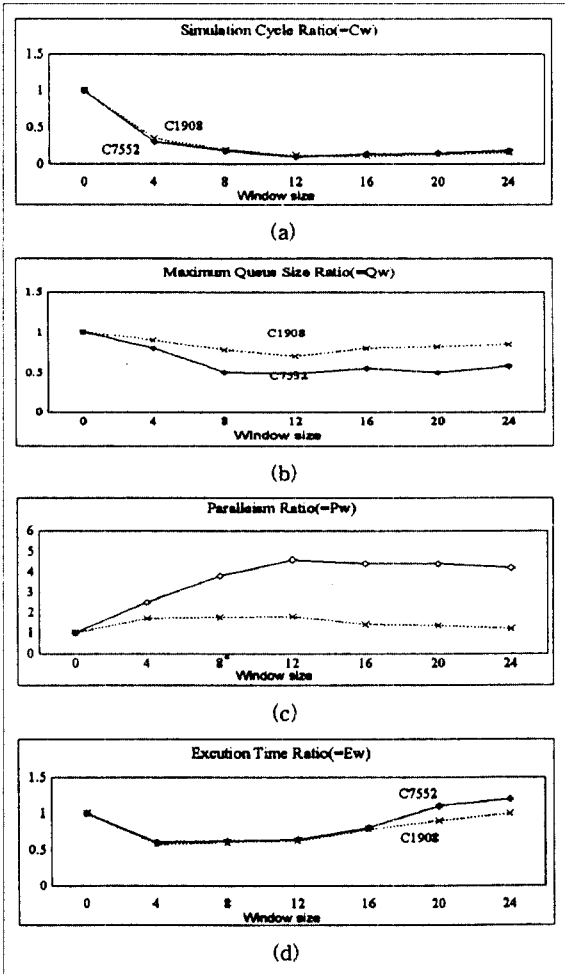 Simulation Cycle Ratio(=Cw)
1.5
1
0.5
0
C1908
C7552
0 4 8 12 16 20 24
Window size
(a)
Maximum Queue Size Ratio(=Qw)
1.5
1
0.5
0
C1908
C7552
0 4 8 12 16 20 24
Window size
(b)
Paralleism Ratio(=Pw)
6
5
4
3
2
1
0
0 4 8 12 16 20 24
Window size
(c)
Excution Time Ratio(=Ew)
1.5
1
0.5
0
C7552
C1908
0 4 8 12 16 20 24
Window size
(d)